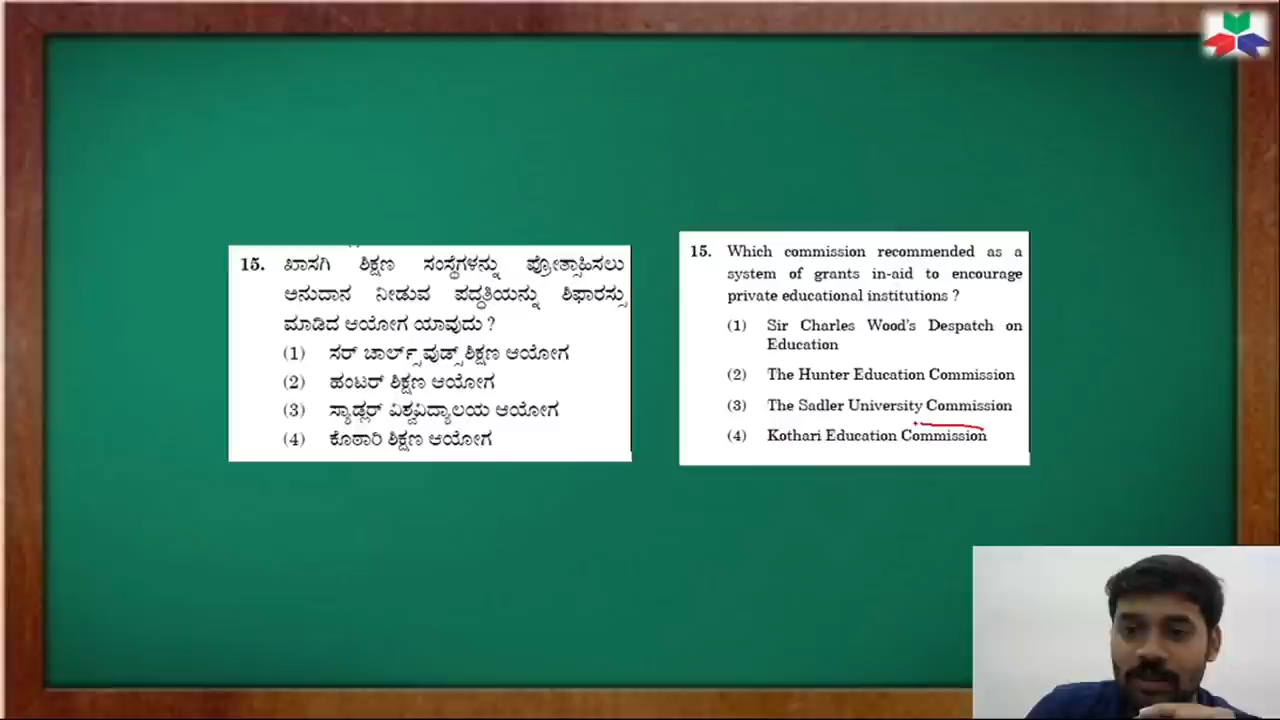 15. ಖಾಸಗಿ ಶಿಕ್ಷಣ ಸಂಸ್ಥೆಗಳನ್ನು ಪ್ರೋತ್ಸಾಹಿಸಲು
ಅನುದಾನ ನೀಡುವ ಪದ್ಧತಿಯನ್ನು ಶಿಫಾರಸ್ಸು
ಮಾಡಿದ ಆಯೋಗ ಯಾವುದು ?
(1) ಸರ್ ಚಾರ್ಲ್ಸ್ ವುಡ್ಸ್ ಶಿಕ್ಷಣ ಆಯೋಗ
(2) ಹಂಟರ್ ಶಿಕ್ಷಣ ಆಯೋಗ
(3) ಸ್ಯಾಡ್ಲರ್ ವಿಶ್ವವಿದ್ಯಾಲಯ ಆಯೋಗ
(4) ಕೊಠಾರಿ ಶಿಕ್ಷಣ ಆಯೋಗ
15. Which commission recommended as a
system of grants in-aid to encourage
private educational institutions ?
(1) Sir Charles Wood's Despatch on
Education
(2) The Hunter Education Commission
(3) The Sadler University Commission
(4) Kothari Education Commission